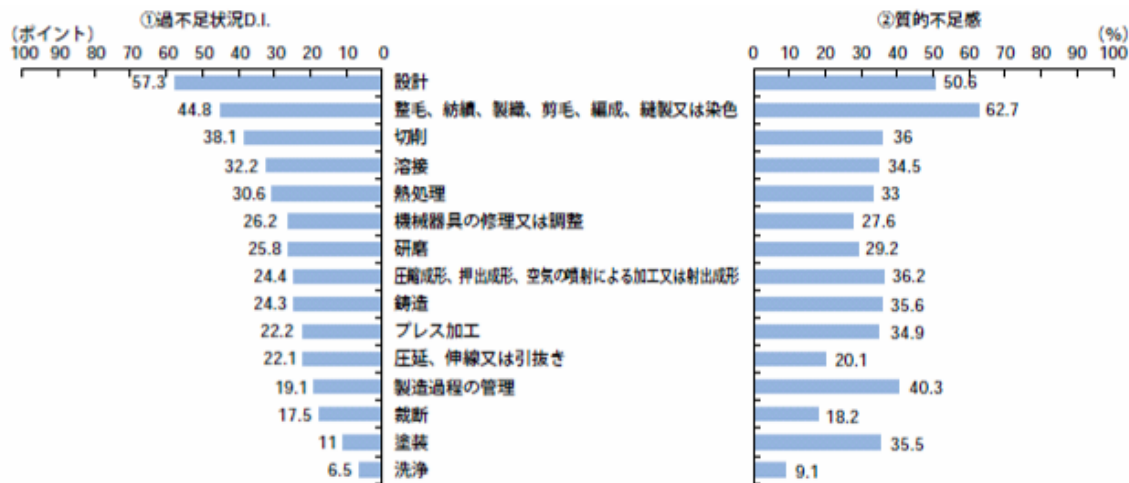 ①過不足状況D.I.
②質的不足感
(ポイント)
(%)
100 90 80 70 60 50 40 30 20 10 0
0 10 20 30 40 50 60 70 80 90 100
57.3 設計 50.6
44.8 整毛、紡績、製織、剪毛、編成、縫製又は染色 62.7
38.1 切削 36
32.2 溶接 34.5
30.6 熱処理 33
26.2 機械器具の修理又は調整 27.6
25.8 研磨 29.2
24.4 圧縮成形、押出成形、空気の噴射による加工又は射出成形 36.2
24.3 鋳造 35.6
22.2 プレス加工 34.9
22.1 圧延、伸線又は引抜き 20.1
19.1 製造過程の管理 40.3
17.5 裁断 18.2
11 塗装 35.5
6.5 洗浄 9.1